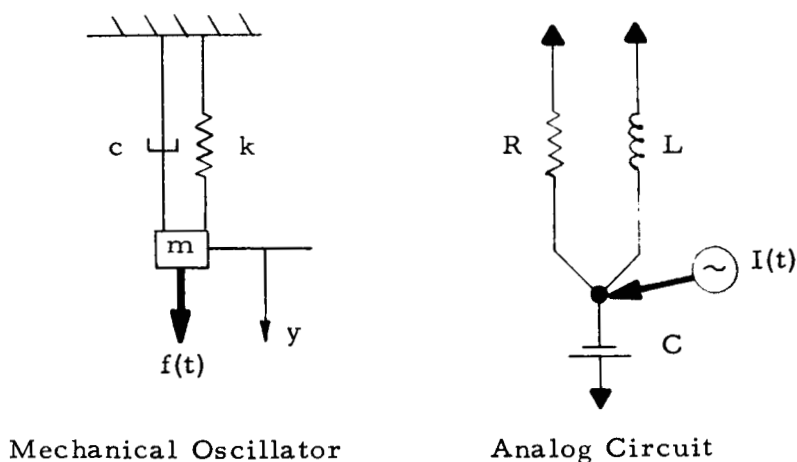 c
k
m
f(t)
y
Mechanical Oscillator
R
L
I(t)
C
Analog Circuit